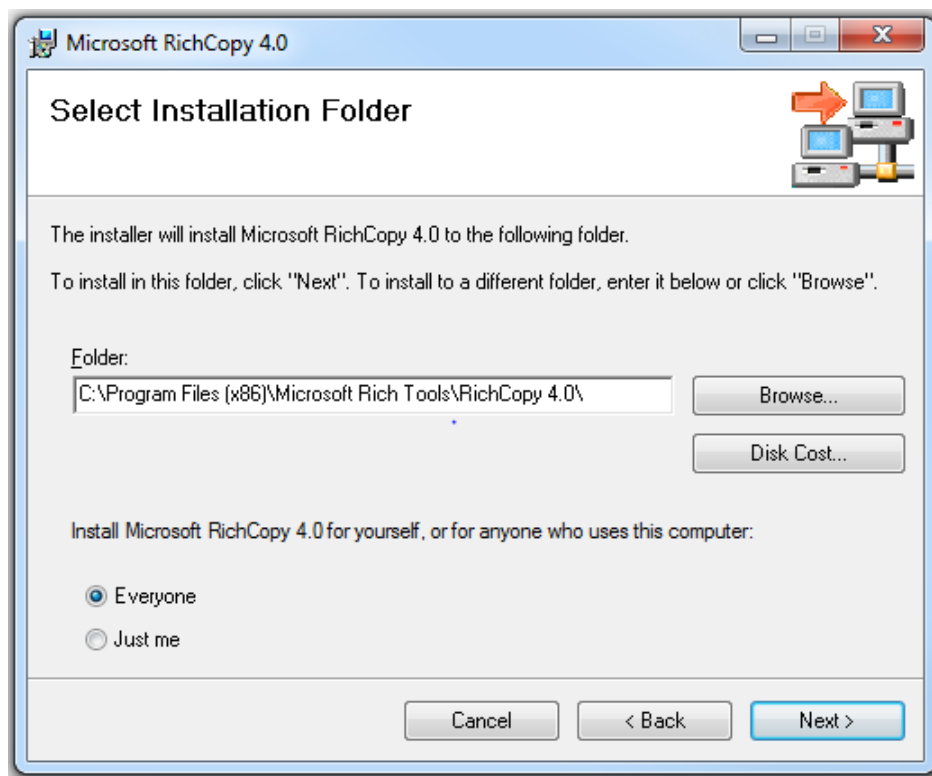 Microsoft RichCopy 4.0
Select Installation Folder
The installer will install Microsoft RichCopy 4.0 to the following folder.
To install in this folder, click "Next". To install to a different folder, enter it below or click "Browse".
Folder:
C:\Program Files (x86)\Microsoft Rich Tools\RichCopy 4.0\
Browse...
Disk Cost...
Install Microsoft RichCopy 4.0 for yourself, or for anyone who uses this computer:
Everyone
Just me
Cancel
< Back
Next >